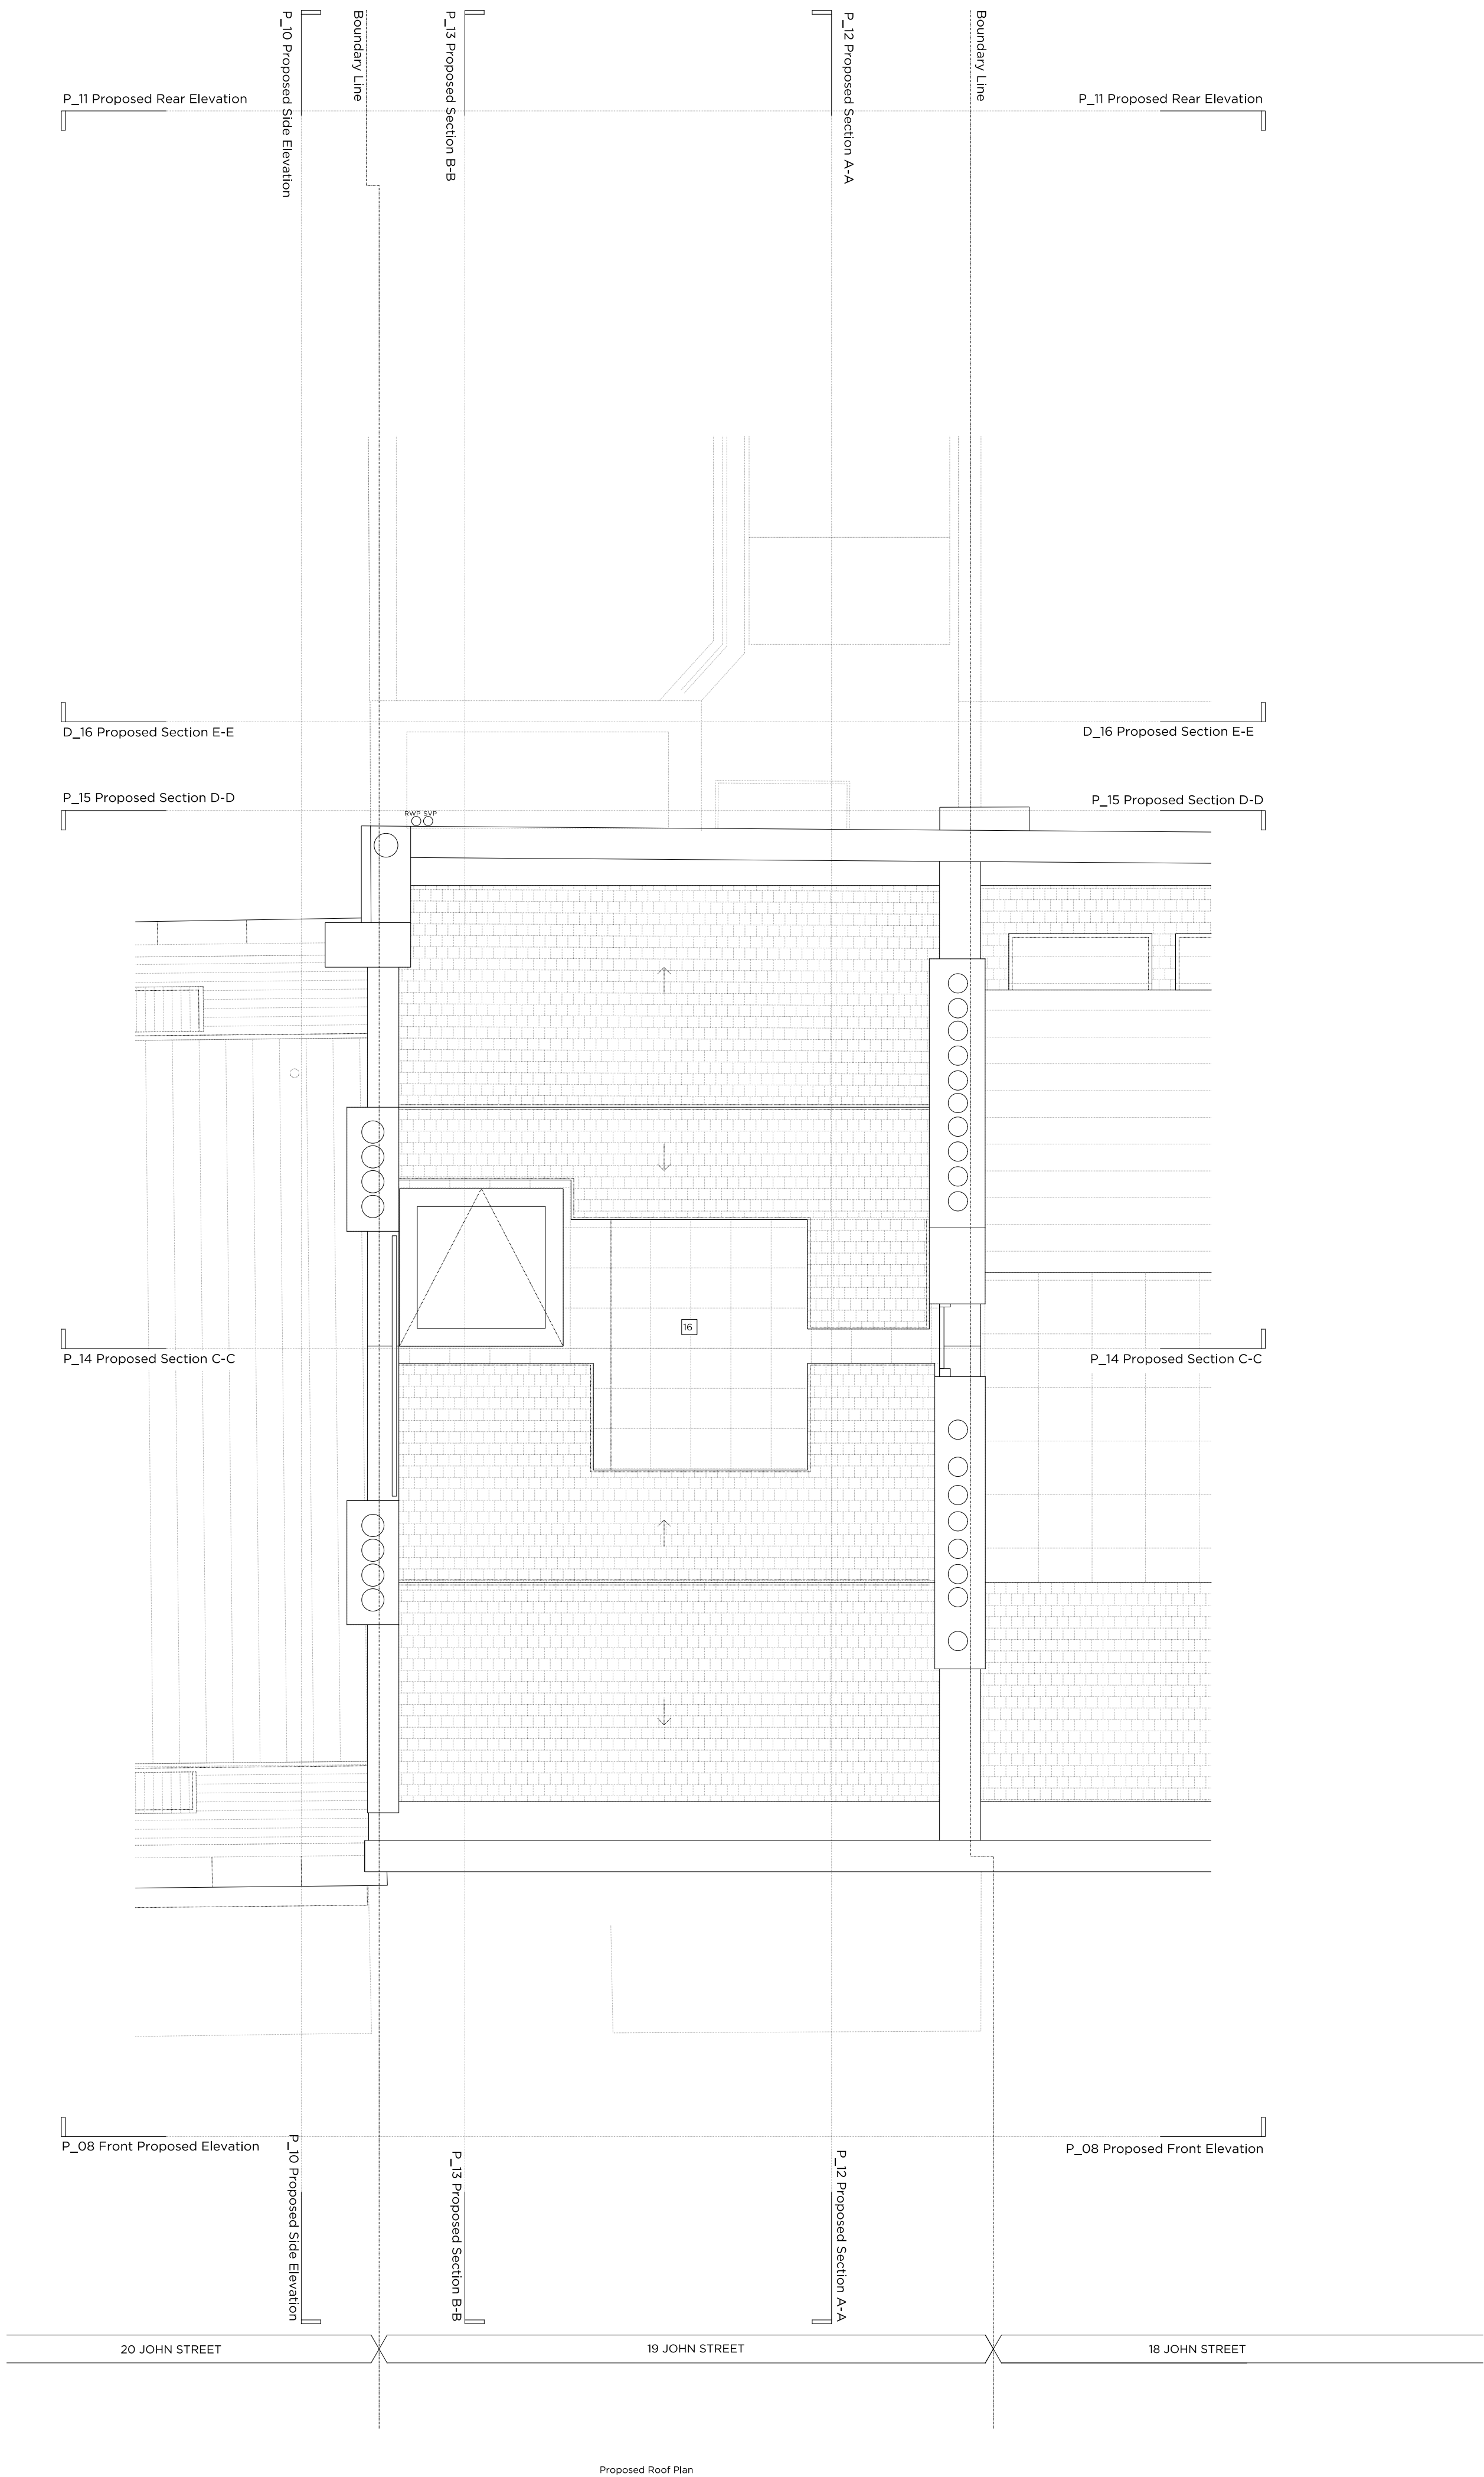 P_10 Proposed Side Elevation
Boundary Line
P_13 Proposed Section B-B
P_12 Proposed Section A-A
Boundary Line
P_11 Proposed Rear Elevation
P_11 Proposed Rear Elevation
D_16 Proposed Section E-E
D_16 Proposed Section E-E
P_15 Proposed Section D-D
P_15 Proposed Section D-D
RWP SVP
16
P_14 Proposed Section C-C
P_14 Proposed Section C-C
P_08 Front Proposed Elevation
P_08 Proposed Front Elevation
P_10 Proposed Side Elevation
P_13 Proposed Section B-B
P_12 Proposed Section A-A
20 JOHN STREET
19 JOHN STREET
18 JOHN STREET
Proposed Roof Plan